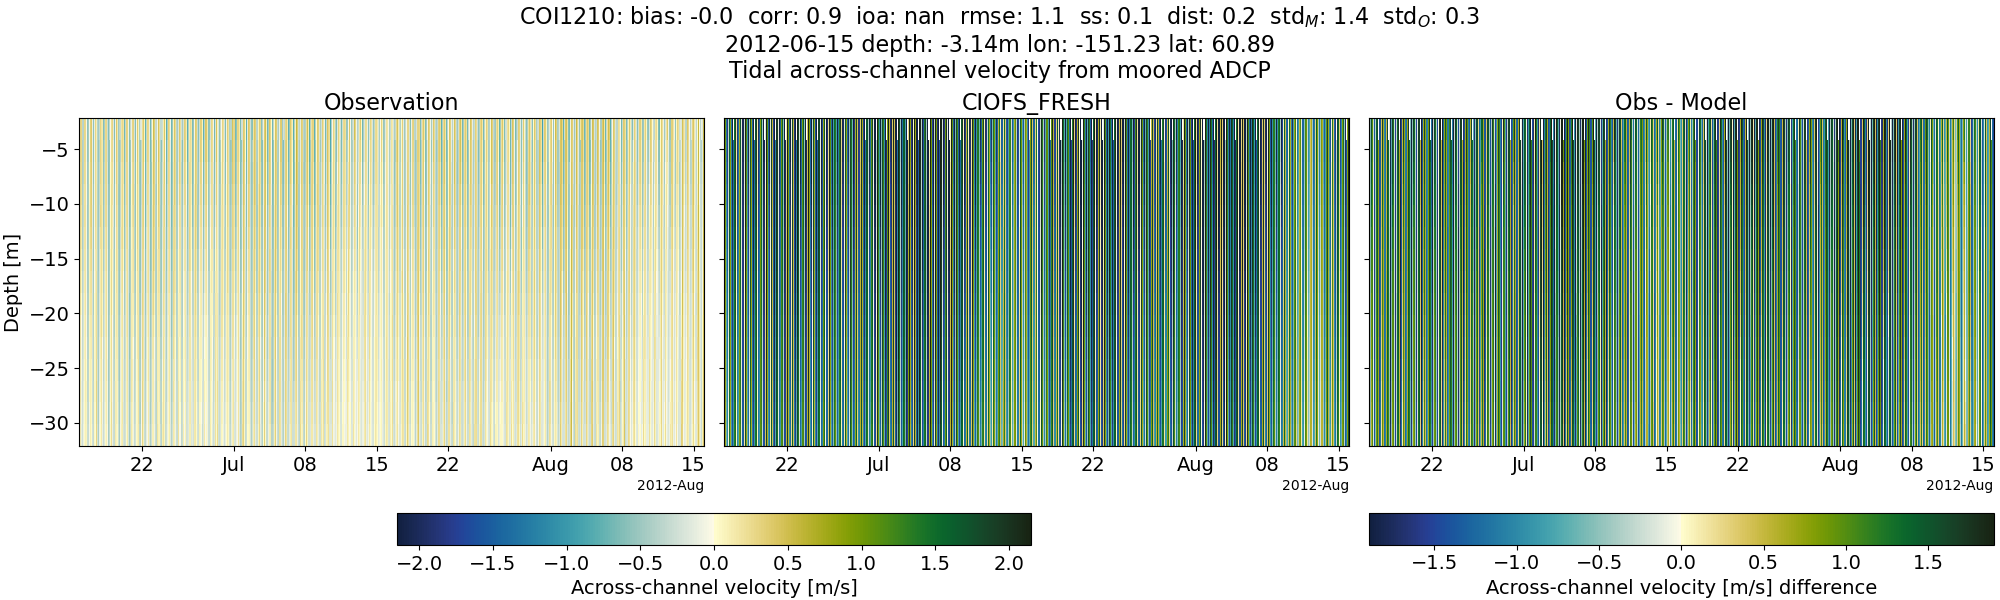 COI1210: bias: -0.0 corr: 0.9 ioa: nan rmse: 1.1 ss: 0.1 dist: 0.2 std_M: 1.4 std_O: 0.3
2012-06-15 depth: -3.14m lon: -151.23 lat: 60.89
Tidal across-channel velocity from moored ADCP
Observation
CIOFS_FRESH
Obs - Model
Depth [m]
−5
−10
−15
−20
−25
−30
22 Jul 08 15 22 Aug 08 15
2012-Aug
22 Jul 08 15 22 Aug 08 15
2012-Aug
22 Jul 08 15 22 Aug 08 15
2012-Aug
−2.0 −1.5 −1.0 −0.5 0.0 0.5 1.0 1.5 2.0
Across-channel velocity [m/s]
−1.5 −1.0 −0.5 0.0 0.5 1.0 1.5
Across-channel velocity [m/s] difference